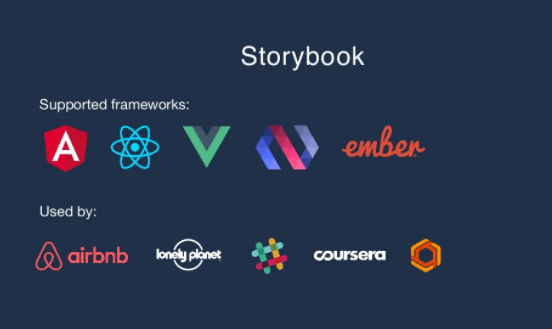 Storybook
Supported frameworks:
A
ember
Used by:
airbnb
lonely planet
coursera